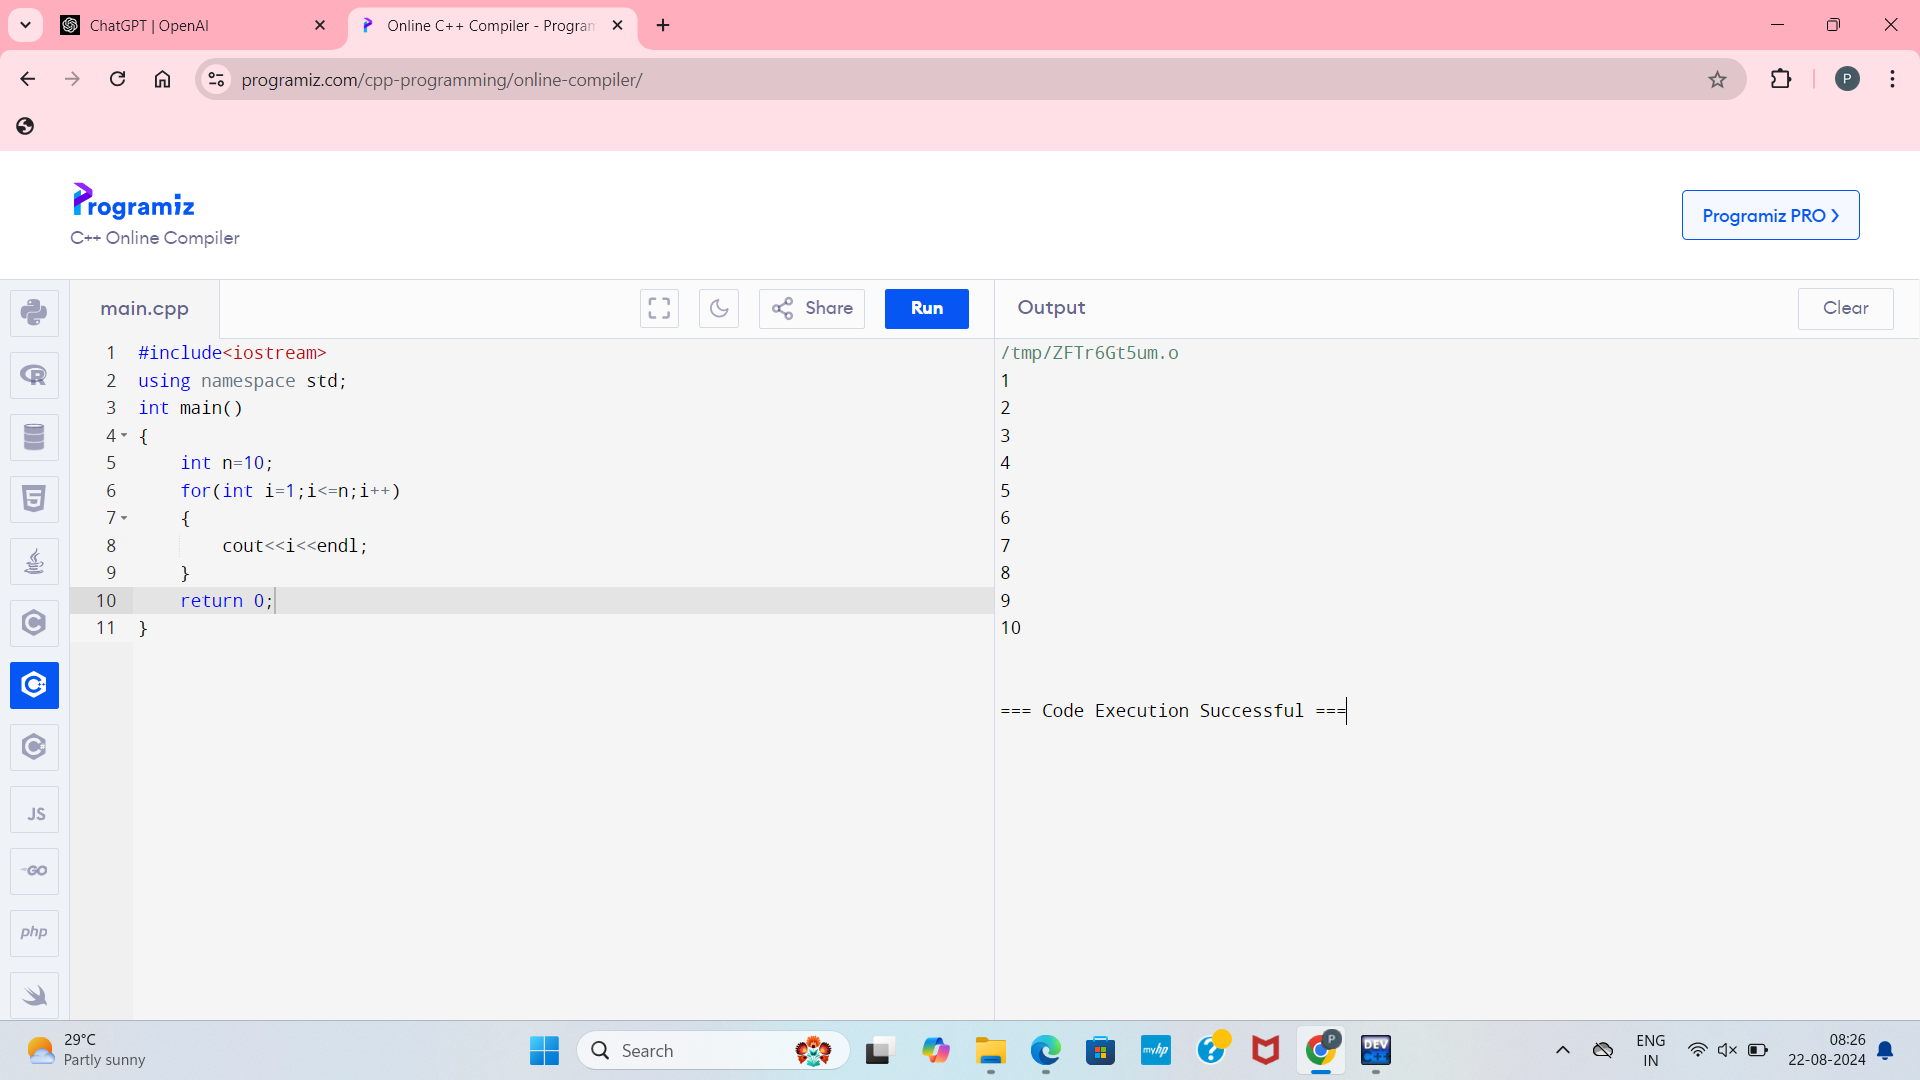 ChatGPT | OpenAI
Online C++ Compiler - Program
programiz.com/cpp-programming/online-compiler/
P
Programiz
C++ Online Compiler
Programiz PRO
main.cpp
Share
Run
Output
Clear
1 #include<iostream>
2 using namespace std;
3 int main()
4 {
5 int n=10;
6 for(int i=1;i<=n;i++)
7 {
8 cout<<i<<endl;
9 }
10 return 0;
11 }
/tmp/ZFTr6Gt5um.o
1
2
3
4
5
6
7
8
9
10
=== Code Execution Successful ===
JS
GO
php
29°C
Partly sunny
Search
myhp
P
DEV
C++
ENG
IN
08:26
22-08-2024